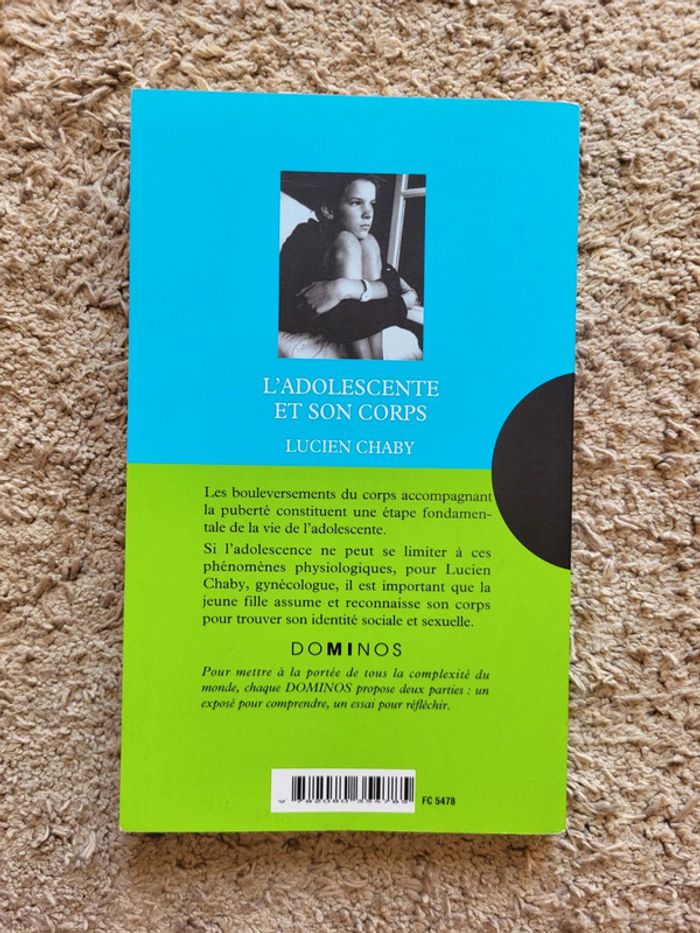 L'ADOLESCENTE
ET SON CORPS
LUCIEN CHABY
Les bouleversements du corps accompagnant
la puberté constituent une étape fondamen-
tale de la vie de l'adolescente.
Si l'adolescence ne peut se limiter à ces
phénomènes physiologiques, pour Lucien
Chaby, gynécologue, il est important que la
jeune fille assume et reconnaisse son corps
pour trouver son identité sociale et sexuelle.
DOMINOS
Pour mettre à la portée de tous la complexité du
monde, chaque DOMINOS propose deux parties : un
exposé pour comprendre, un essai pour réfléchir.
9 782080 354785
FC 5478